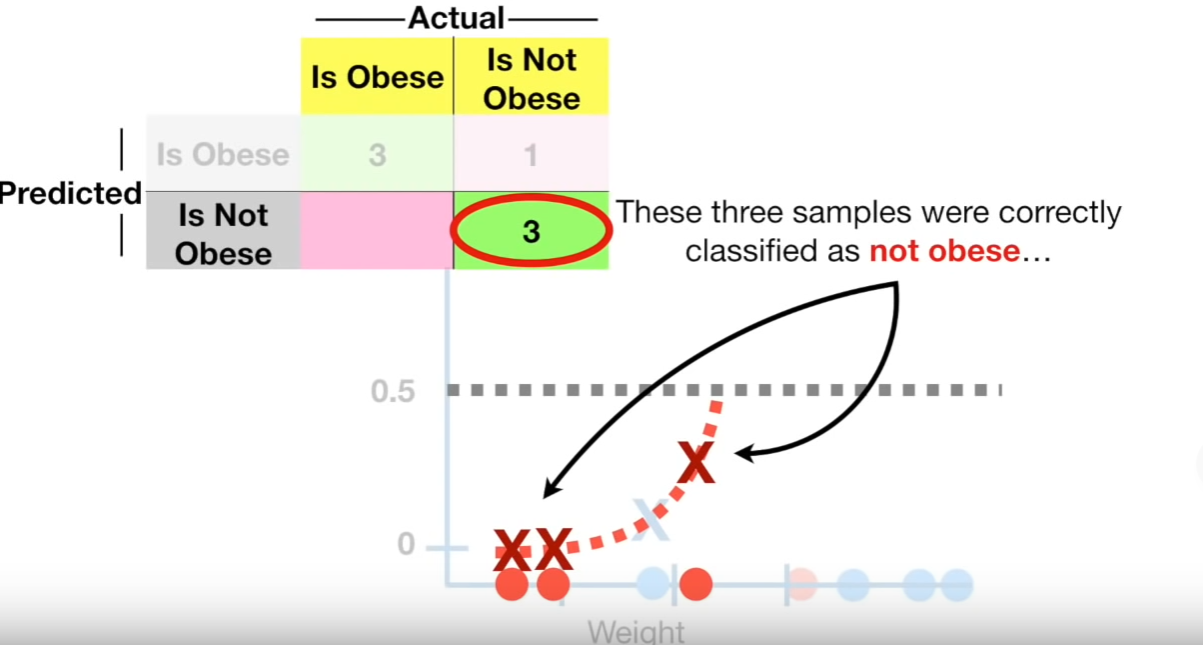 Actual
Is Obese
Is Not
Obese
Is Obese 3 1
Predicted
Is Not
Obese
3
These three samples were correctly
classified as not obese...
0.5
X
X
0
X X
Weight